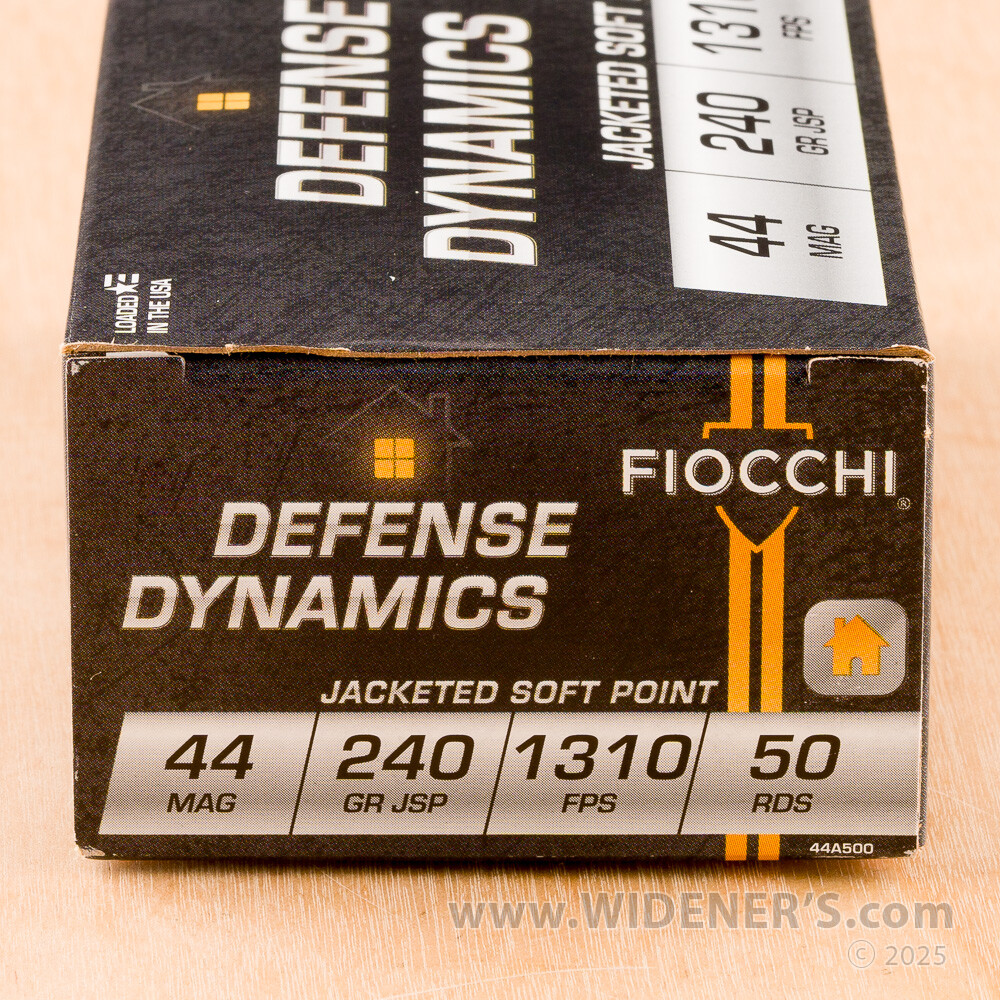 DEFENSE
DYNAMICS
JACKETED SOFT
44
MAG
240
GR JSP
FPS
LOADED
IN THE USA
FIOCCHI®
DEFENSE
DYNAMICS
JACKETED SOFT POINT
44 240 1310 50
MAG GR JSP FPS RDS
44A500
www.WIDENER'S.com
© 2025